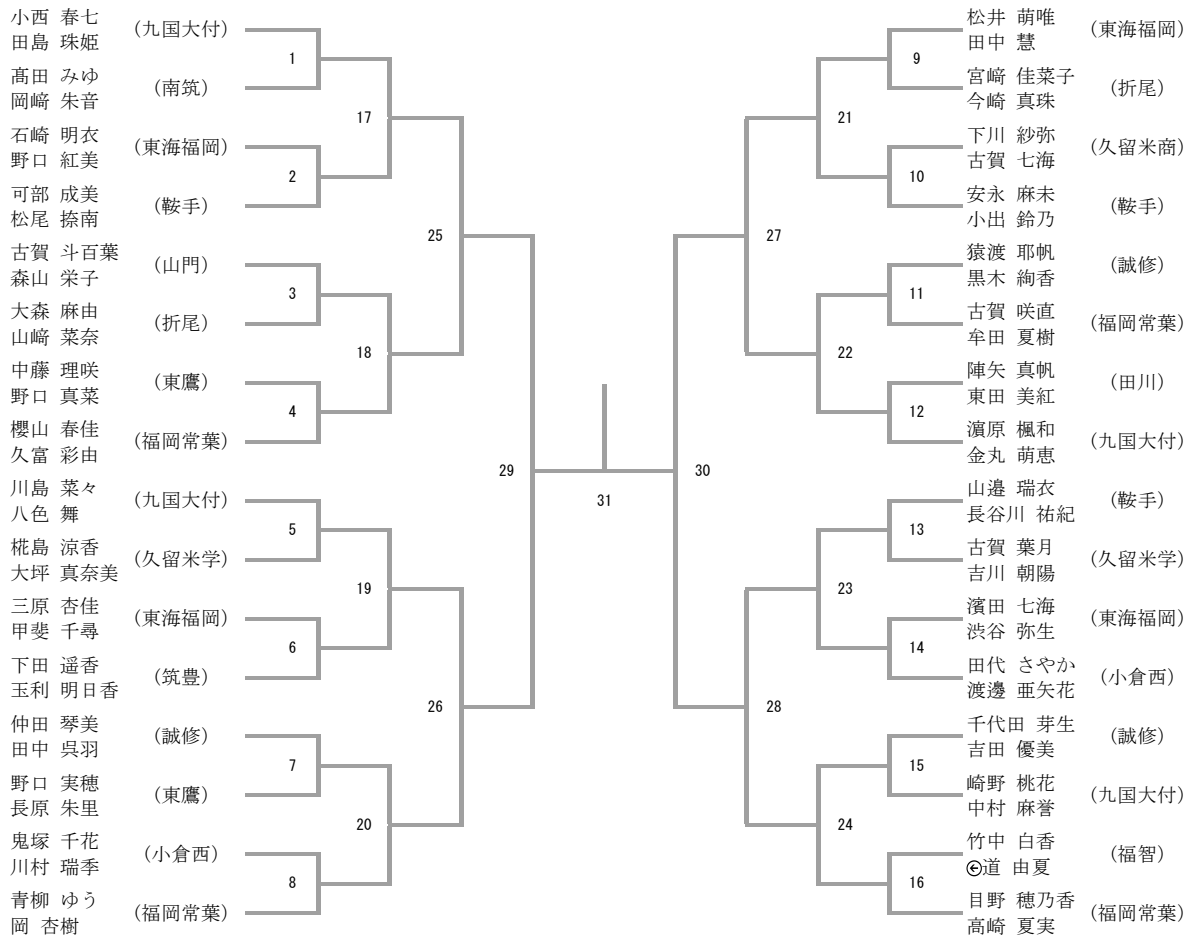 小西 春七
田島 珠姫
(九国大付)
髙田 みゆ
岡﨑 朱音
(南筑)
1
石崎 明衣
野口 紅美
(東海福岡)
可部 成美
松尾 捺南
(鞍手)
2
17
古賀 斗百葉
森山 栄子
(山門)
大森 麻由
山﨑 菜奈
(折尾)
3
中藤 理咲
野口 真菜
(東鷹)
櫻山 春佳
久富 彩由
(福岡常葉)
4
18
25
川島 菜々
八色 舞
(九国大付)
椛島 涼香
大坪 真奈美
(久留米学)
5
三原 杏佳
甲斐 千尋
(東海福岡)
下田 遥香
玉利 明日香
(筑豊)
6
19
仲田 琴美
田中 呉羽
(誠修)
野口 実穂
長原 朱里
(東鷹)
7
鬼塚 千花
川村 瑞季
(小倉西)
青柳 ゆう
岡 杏樹
(福岡常葉)
8
20
26
29
31
30
松井 萌唯
田中 慧
(東海福岡)
宮﨑 佳菜子
今崎 真珠
(折尾)
9
下川 紗弥
古賀 七海
(久留米商)
安永 麻未
小出 鈴乃
(鞍手)
10
21
猿渡 耶帆
黒木 絢香
(誠修)
古賀 咲直
牟田 夏樹
(福岡常葉)
11
陣矢 真帆
東田 美紅
(田川)
濵原 楓和
金丸 萌恵
(九国大付)
12
22
27
山邉 瑞衣
長谷川 祐紀
(鞍手)
古賀 葉月
吉川 朝陽
(久留米学)
13
濱田 七海
渋谷 弥生
(東海福岡)
田代 さやか
渡邊 亜矢花
(小倉西)
14
23
千代田 芽生
吉田 優美
(誠修)
崎野 桃花
中村 麻誉
(九国大付)
15
竹中 白香
道 由夏
(福智)
目野 穂乃香
高崎 夏実
(福岡常葉)
16
24
28